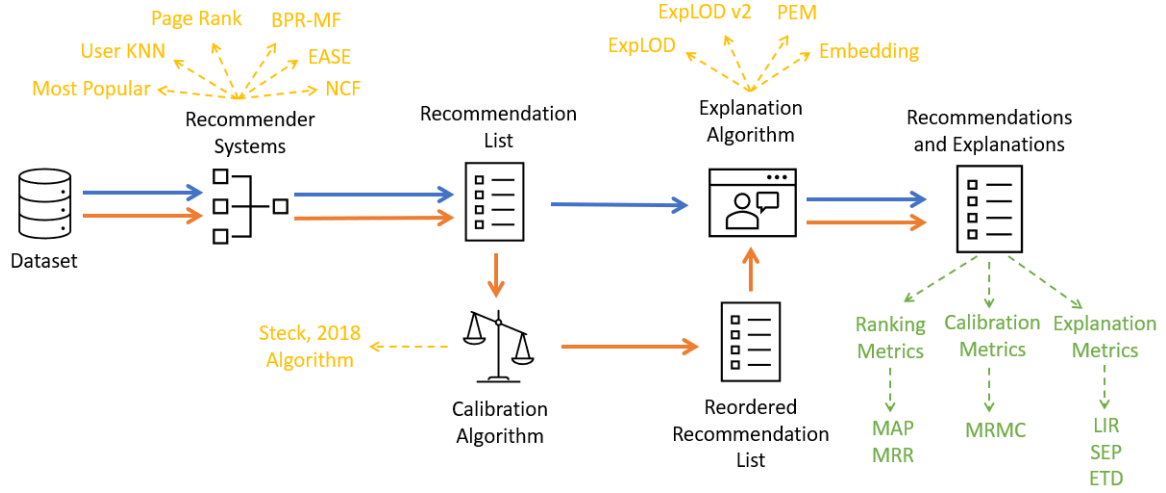 Page Rank
BPR-MF
User KNN
EASE
Most Popular
NCF
ExpLOD v2
PEM
ExpLOD
Embedding
Recommender
Systems
Recommendation
List
Explanation
Algorithm
Recommendations
and Explanations
Dataset
Steck, 2018
Algorithm
Calibration
Algorithm
Reordered
Recommendation
List
Ranking
Metrics
Calibration
Metrics
Explanation
Metrics
MAP
MRR
MRMC
LIR
SEP
ETD